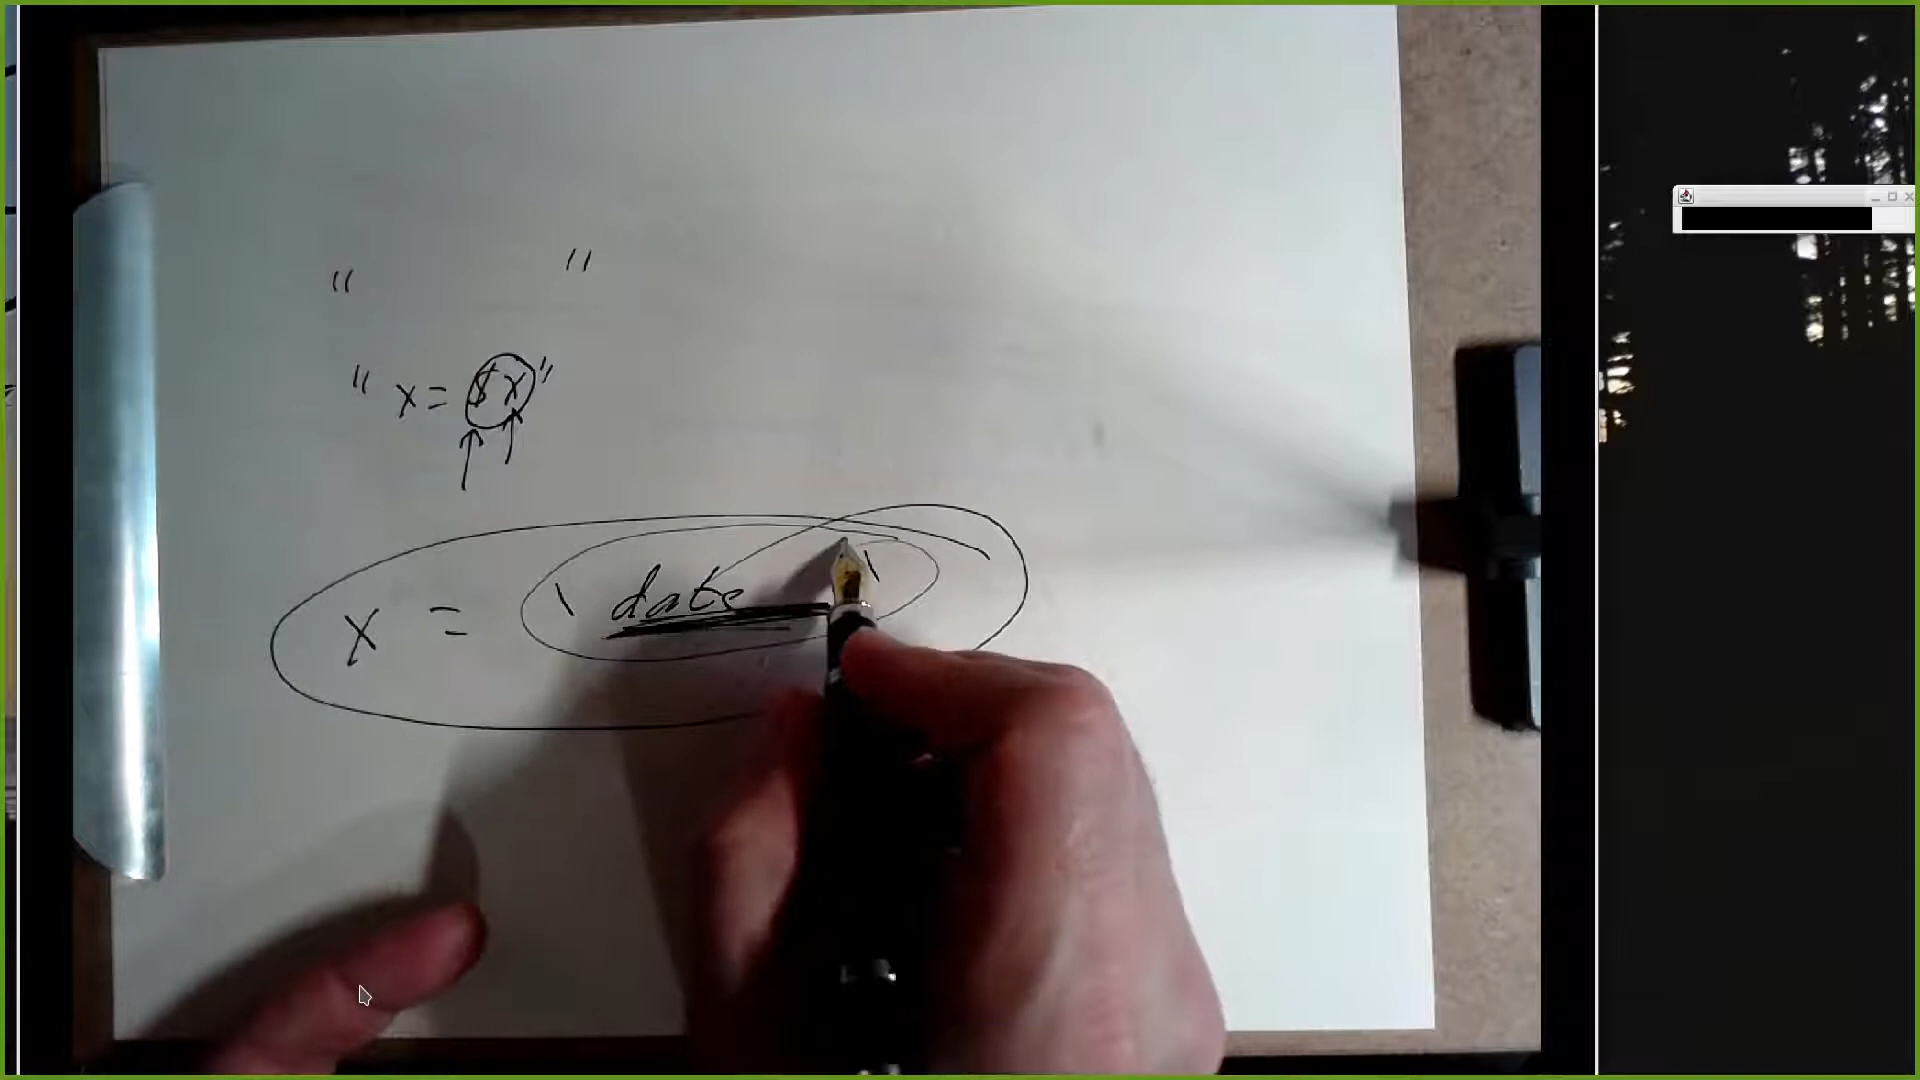 " "
" x = $x"
x = `date`